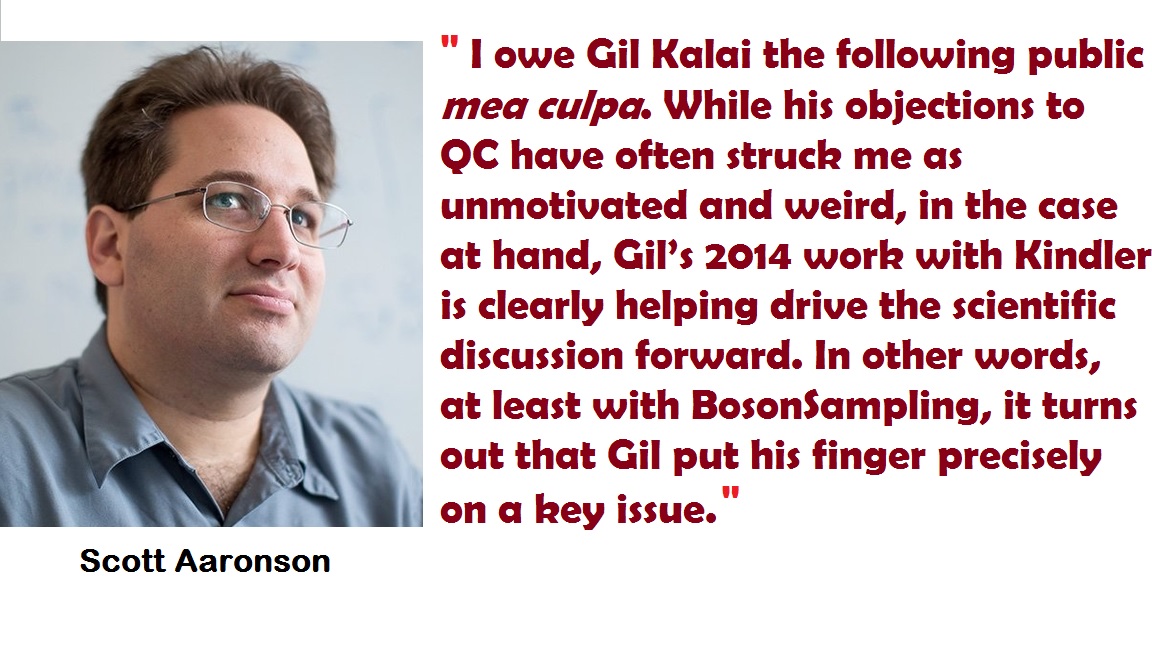 " I owe Gil Kalai the following public
mea culpa. While his objections to
QC have often struck me as
unmotivated and weird, in the case
at hand, Gil's 2014 work with Kindler
is clearly helping drive the scientific
discussion forward. In other words,
at least with BosonSampling, it turns
out that Gil put his finger precisely
on a key issue."
Scott Aaronson